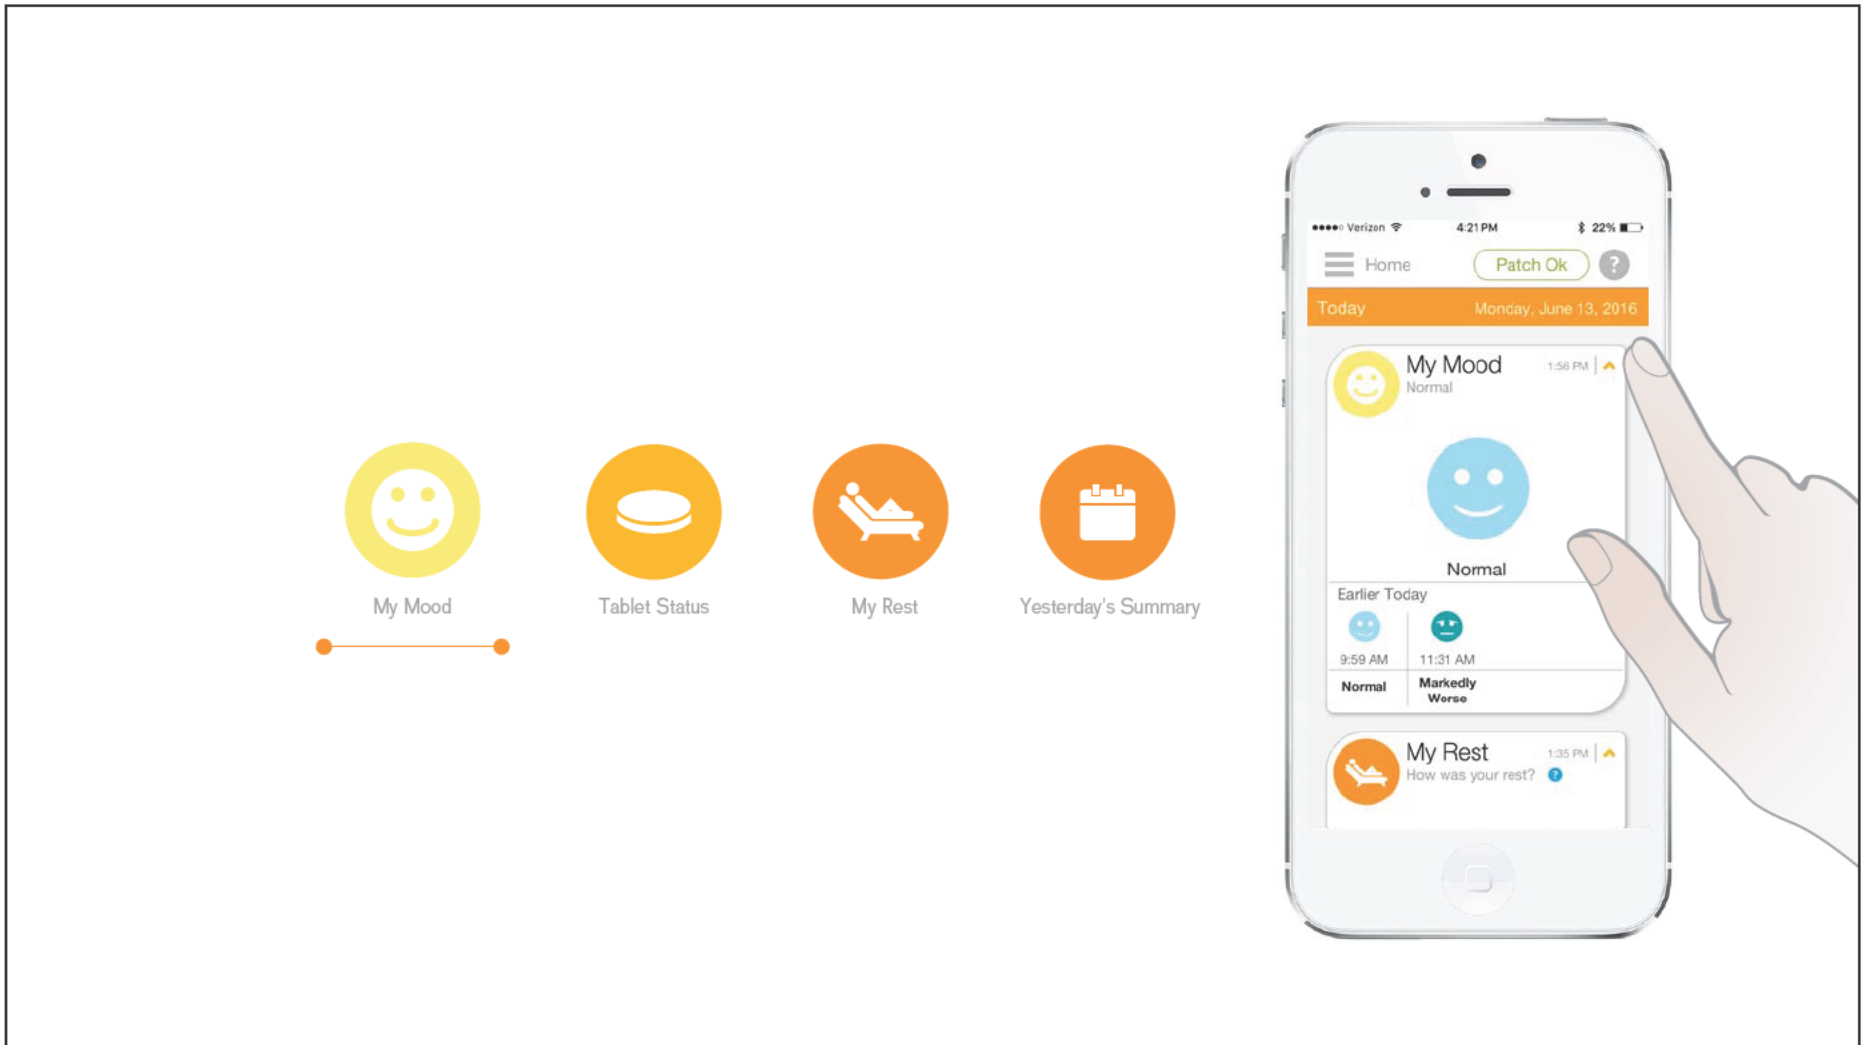 My Mood
Tablet Status
My Rest
Yesterday's Summary
Verizon 4:21 PM 22%
Home Patch Ok ?
Today Monday, June 13, 2016
My Mood 1:56 PM
Normal
Normal
Earlier Today
9:59 AM 11:31 AM
Normal Markedly
Worse
My Rest 1:35 PM
How was your rest? ?